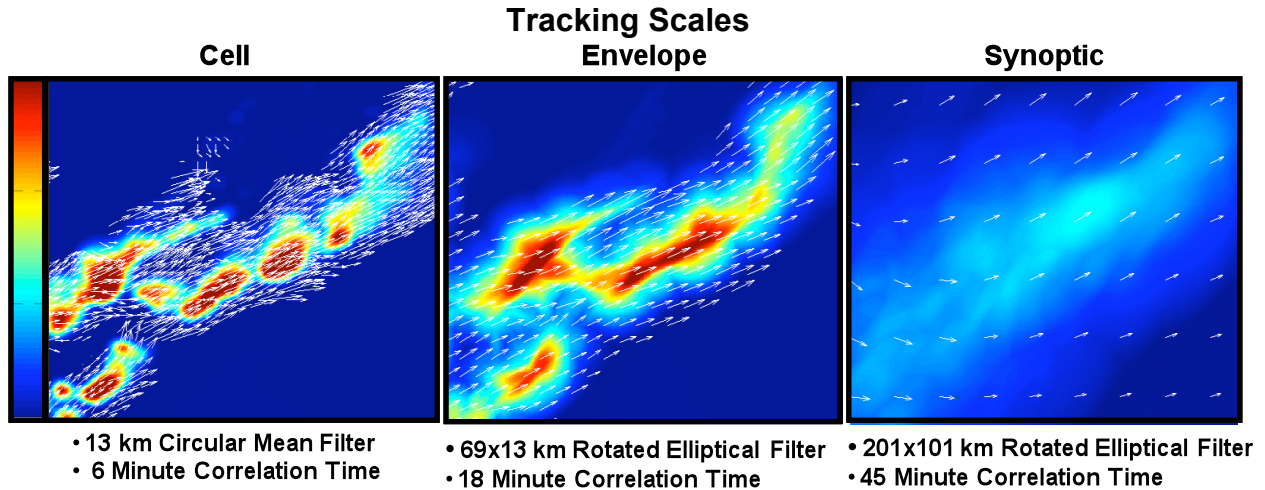 Tracking Scales
Cell
Envelope
Synoptic
• 13 km Circular Mean Filter
• 6 Minute Correlation Time
• 69x13 km Rotated Elliptical Filter
• 18 Minute Correlation Time
• 201x101 km Rotated Elliptical Filter
• 45 Minute Correlation Time